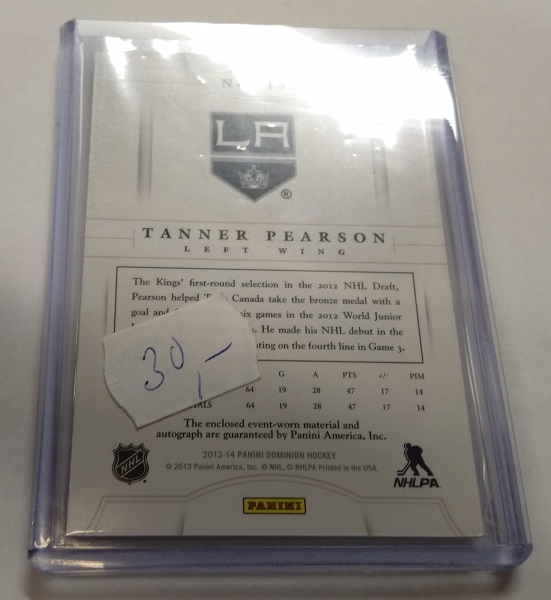 LA
®
TANNER PEARSON
LEFT WING
The Kings' first-round selection in the 2012 NHL Draft,
Pearson helped Canada take the bronze medal with a
goal and six games in the 2012 World Junior
He made his NHL debut in the
on the fourth line in Game 3.
30,-
G A PTS +/- PIM
64 19 28 47 17 14
64 19 28 47 17 14
The enclosed event-worn material and
autograph are guaranteed by Panini America, Inc.
2013-14 PANINI DOMINION HOCKEY
© 2013 Panini America, Inc. © NHL. © NHLPA Printed in the USA.
NHL
NHLPA
PANINI